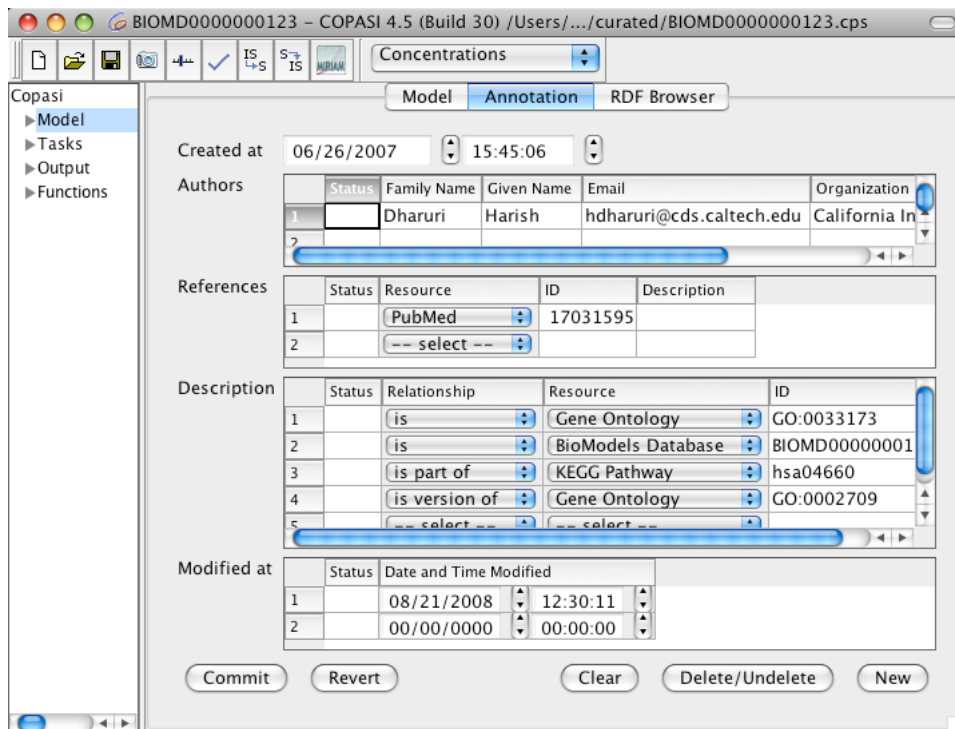 BIOMD0000000123 – COPASI 4.5 (Build 30) /Users/.../curated/BIOMD0000000123.cps
IS S S IS MIRIAM Concentrations
Copasi
Model
Tasks
Output
Functions
Model Annotation RDF Browser
Created at 06/26/2007 15:45:06
Authors
Status Family Name Given Name Email Organization
1 Dharuri Harish hdharuri@cds.caltech.edu California In
2
References
Status Resource ID Description
1 PubMed 17031595
2 -- select --
Description
Status Relationship Resource ID
1 is Gene Ontology GO:0033173
2 is BioModels Database BIOMD00000001
3 is part of KEGG Pathway hsa04660
4 is version of Gene Ontology GO:0002709
5 -- select -- -- select --
Modified at
Status Date and Time Modified
1 08/21/2008 12:30:11
2 00/00/0000 00:00:00
Commit Revert Clear Delete/Undelete New